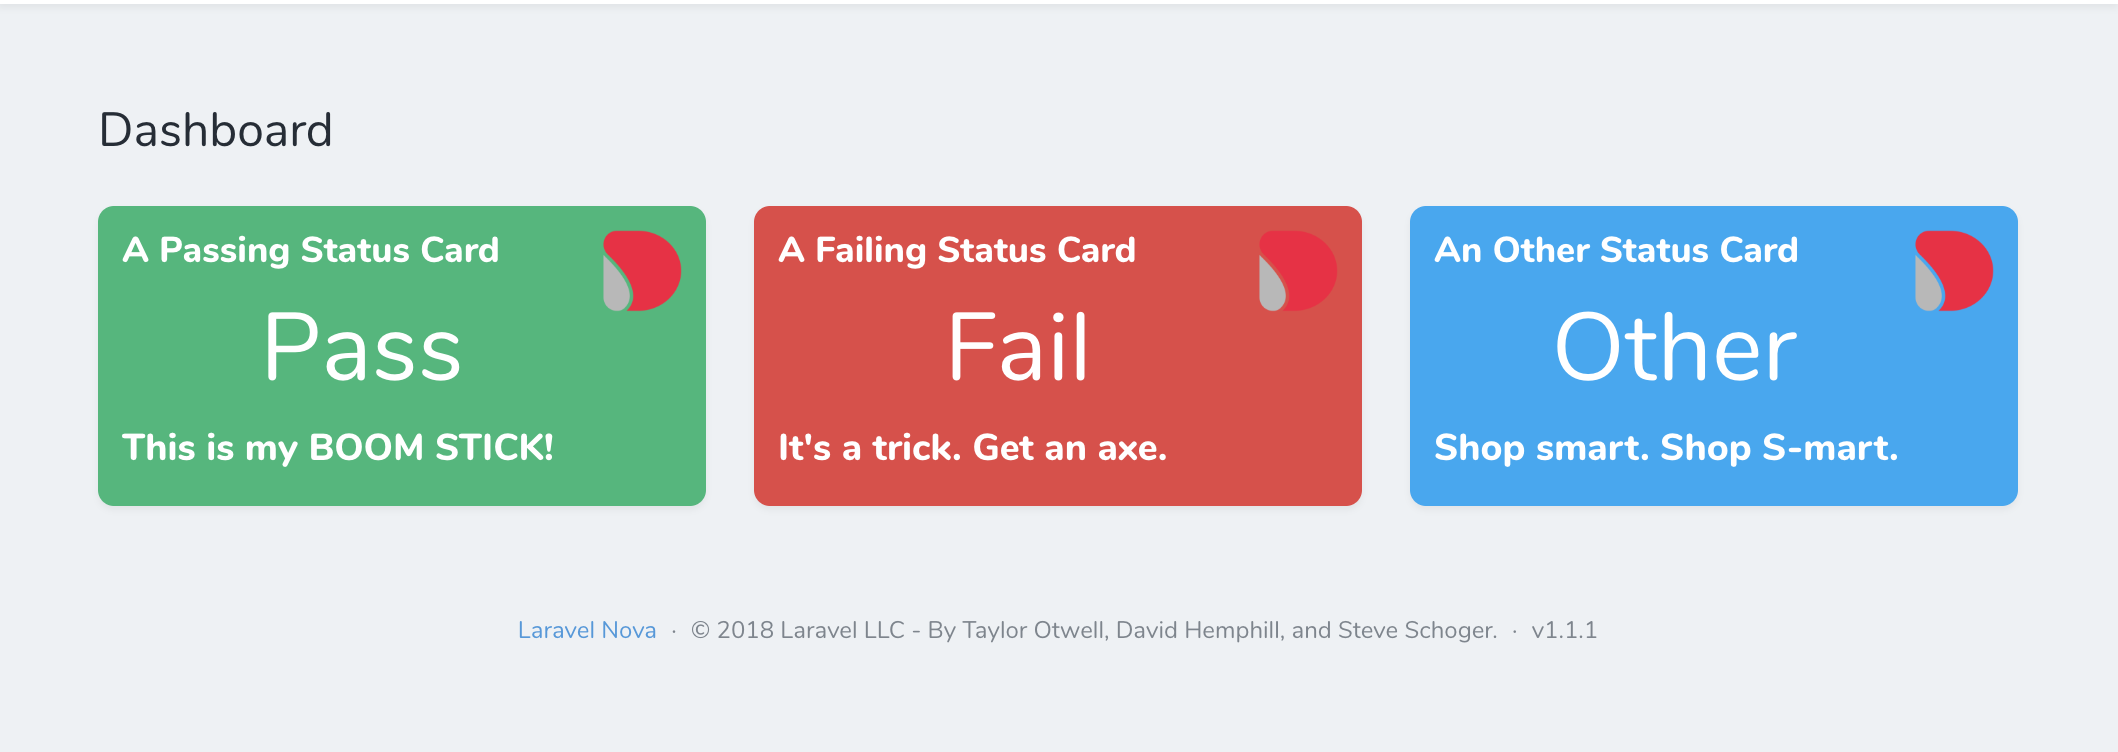 Dashboard
A Passing Status Card
Pass
This is my BOOM STICK!
A Failing Status Card
Fail
It's a trick. Get an axe.
An Other Status Card
Other
Shop smart. Shop S-mart.
Laravel Nova · © 2018 Laravel LLC - By Taylor Otwell, David Hemphill, and Steve Schoger. · v1.1.1